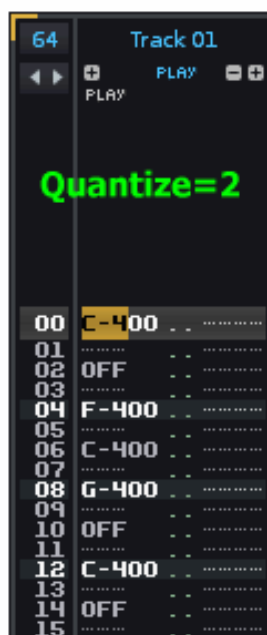 64 Track 01
PLAY
PLAY
Quantize=2
00 C-400 .. ............
01 .. ............
02 OFF .. ............
03 .. ............
04 F-400 .. ............
05 .. ............
06 C-400 .. ............
07 .. ............
08 G-400 .. ............
09 .. ............
10 OFF .. ............
11 .. ............
12 C-400 .. ............
13 .. ............
14 OFF .. ............
15